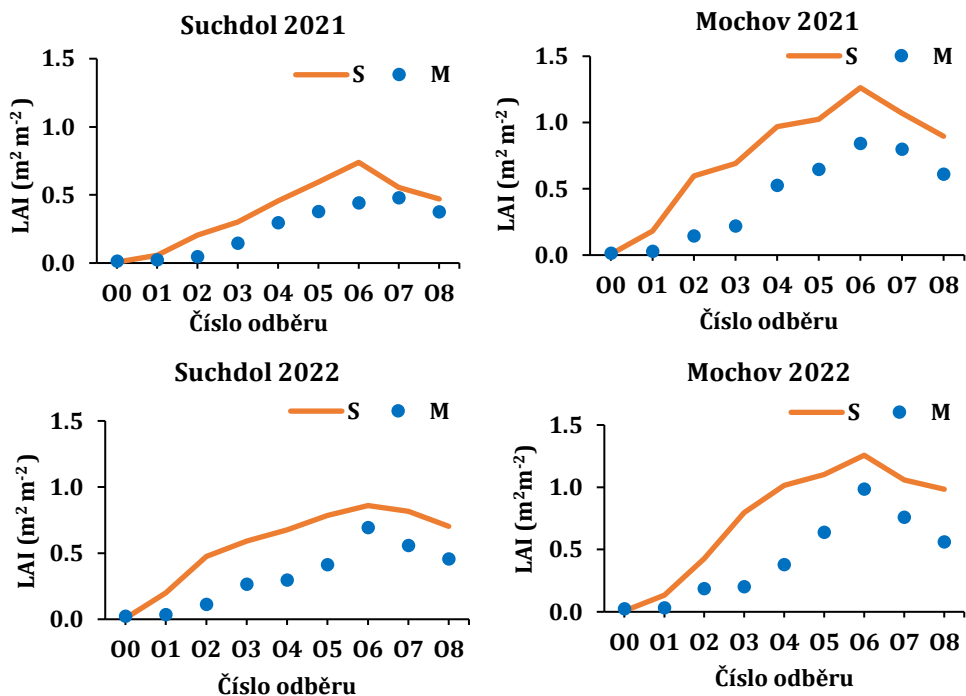 Suchdol 2021
S M
LAI (m² m⁻²)
1.5
1.0
0.5
0.0
O0 O1 O2 O3 O4 O5 O6 O7 O8
Číslo odběru
Mochov 2021
S M
LAI (m² m⁻²)
1.5
1.0
0.5
0.0
O0 O1 O2 O3 O4 O5 O6 O7 O8
Číslo odběru
Suchdol 2022
S M
LAI (m² m⁻²)
1.5
1.0
0.5
0.0
O0 O1 O2 O3 O4 O5 O6 O7 O8
Číslo odběru
Mochov 2022
S M
LAI (m²m⁻²)
1.5
1.0
0.5
0.0
O0 O1 O2 O3 O4 O5 O6 O7 O8
Číslo odběru